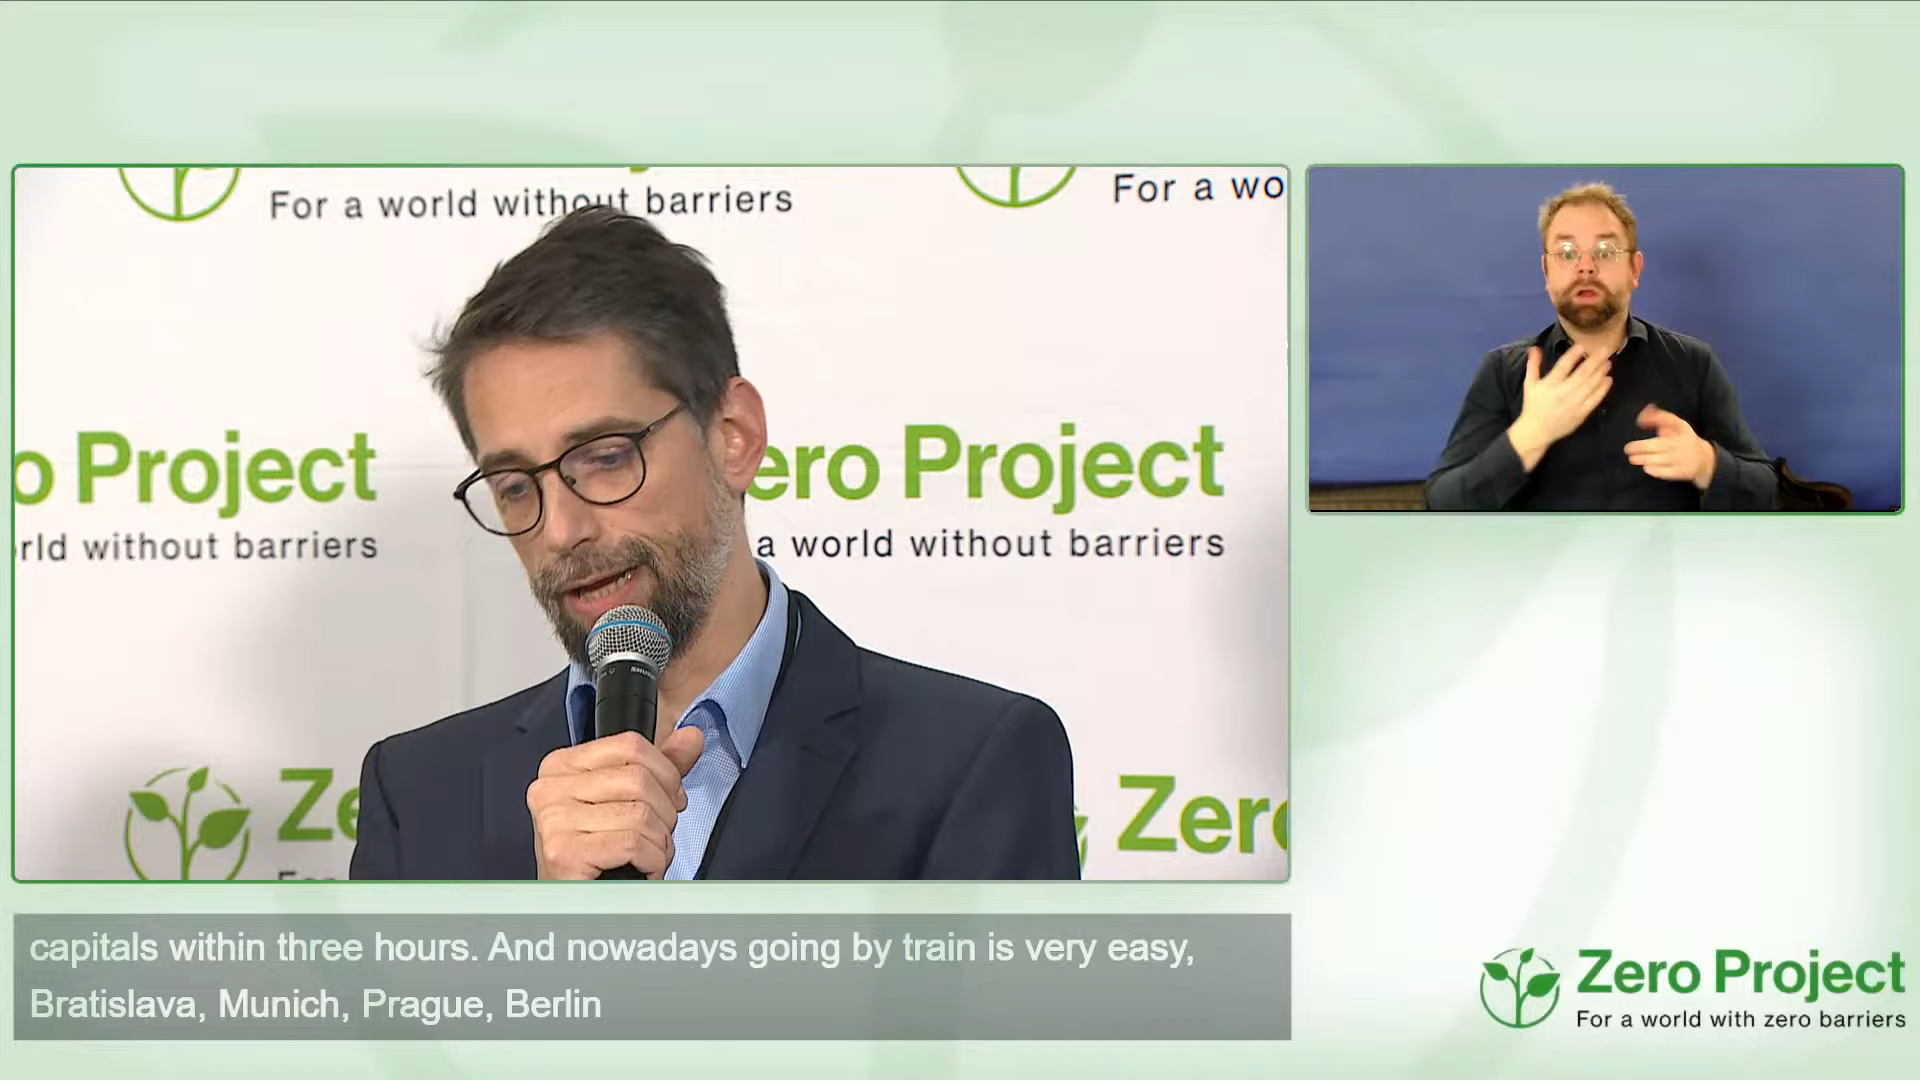 For a world without barriers
For a wo
o Project
rld without barriers
ero Project
a world without barriers
Ze
Zero
capitals within three hours. And nowadays going by train is very easy,
Bratislava, Munich, Prague, Berlin
Zero Project
For a world with zero barriers